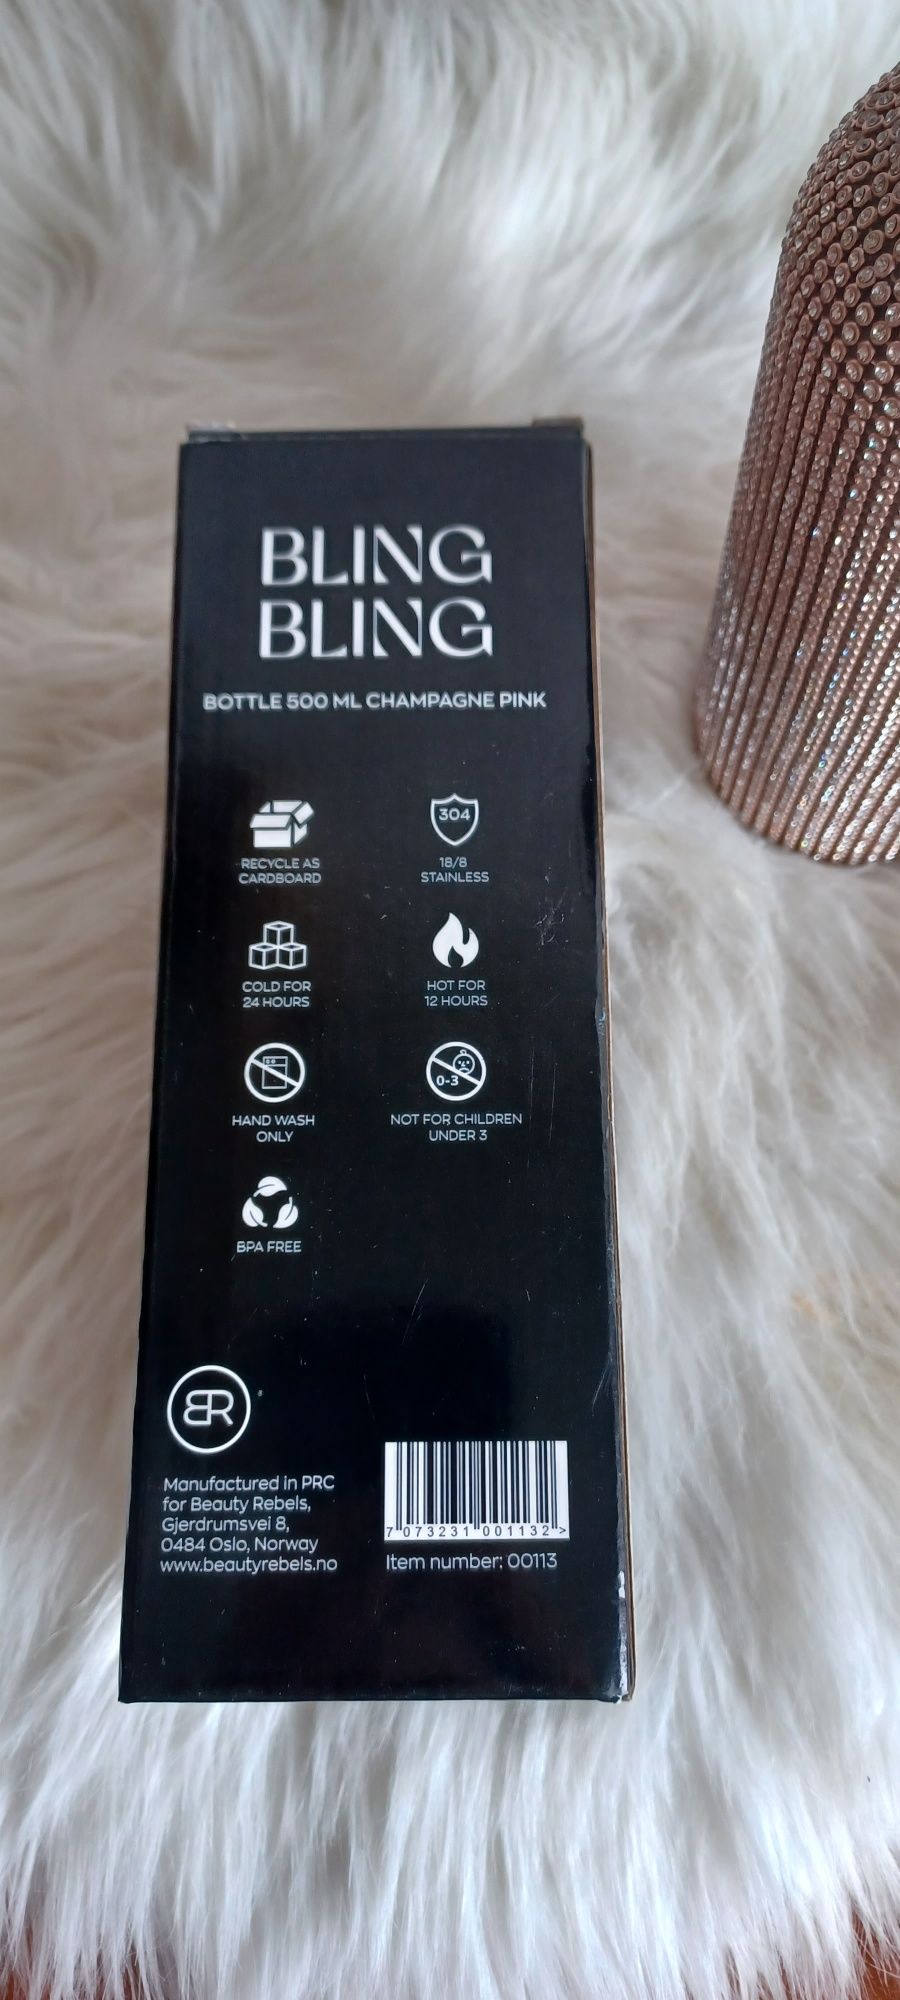 BLING
BLING
BOTTLE 500 ML CHAMPAGNE PINK
RECYCLE AS
CARDBOARD
304
18/8
STAINLESS
COLD FOR
24 HOURS
HOT FOR
12 HOURS
HAND WASH
ONLY
0-3
NOT FOR CHILDREN
UNDER 3
BPA FREE
BR
Manufactured in PRC
for Beauty Rebels,
Gjerdrumsvei 8,
0484 Oslo, Norway
www.beautyrebels.no
7 073231 001132 >
Item number: 00113